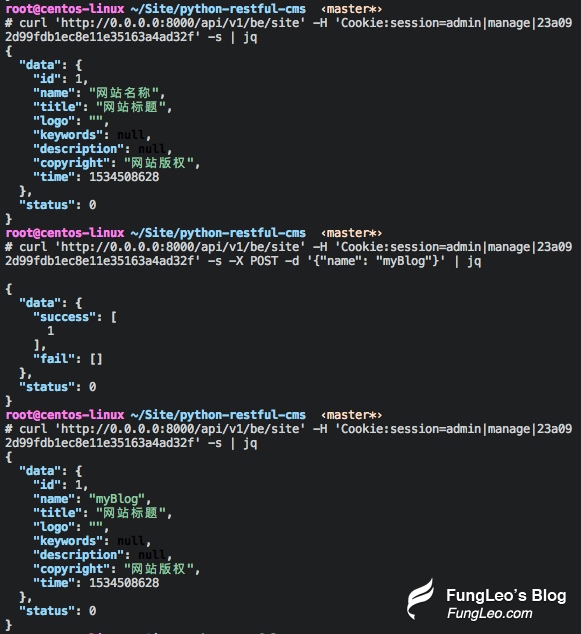 root@centos-linux ~/Site/python-restful-cms ‹master*›
# curl 'http://0.0.0.0:8000/api/v1/be/site' -H 'Cookie:session=admin|manage|23a09
2d99fdb1ec8e11e35163a4ad32f' -s | jq
{
  "data": {
    "id": 1,
    "name": "网站名称",
    "title": "网站标题",
    "logo": "",
    "keywords": null,
    "description": null,
    "copyright": "网站版权",
    "time": 1534508628
  },
  "status": 0
}
root@centos-linux ~/Site/python-restful-cms ‹master*›
# curl 'http://0.0.0.0:8000/api/v1/be/site' -H 'Cookie:session=admin|manage|23a09
2d99fdb1ec8e11e35163a4ad32f' -s -X POST -d '{"name": "myBlog"}' | jq
{
  "data": {
    "success": [
      1
    ],
    "fail": []
  },
  "status": 0
}
root@centos-linux ~/Site/python-restful-cms ‹master*›
# curl 'http://0.0.0.0:8000/api/v1/be/site' -H 'Cookie:session=admin|manage|23a09
2d99fdb1ec8e11e35163a4ad32f' -s | jq
{
  "data": {
    "id": 1,
    "name": "myBlog",
    "title": "网站标题",
    "logo": "",
    "keywords": null,
    "description": null,
    "copyright": "网站版权",
    "time": 1534508628
  },
  "status": 0
}
FungLeo's Blog
FungLeo.com